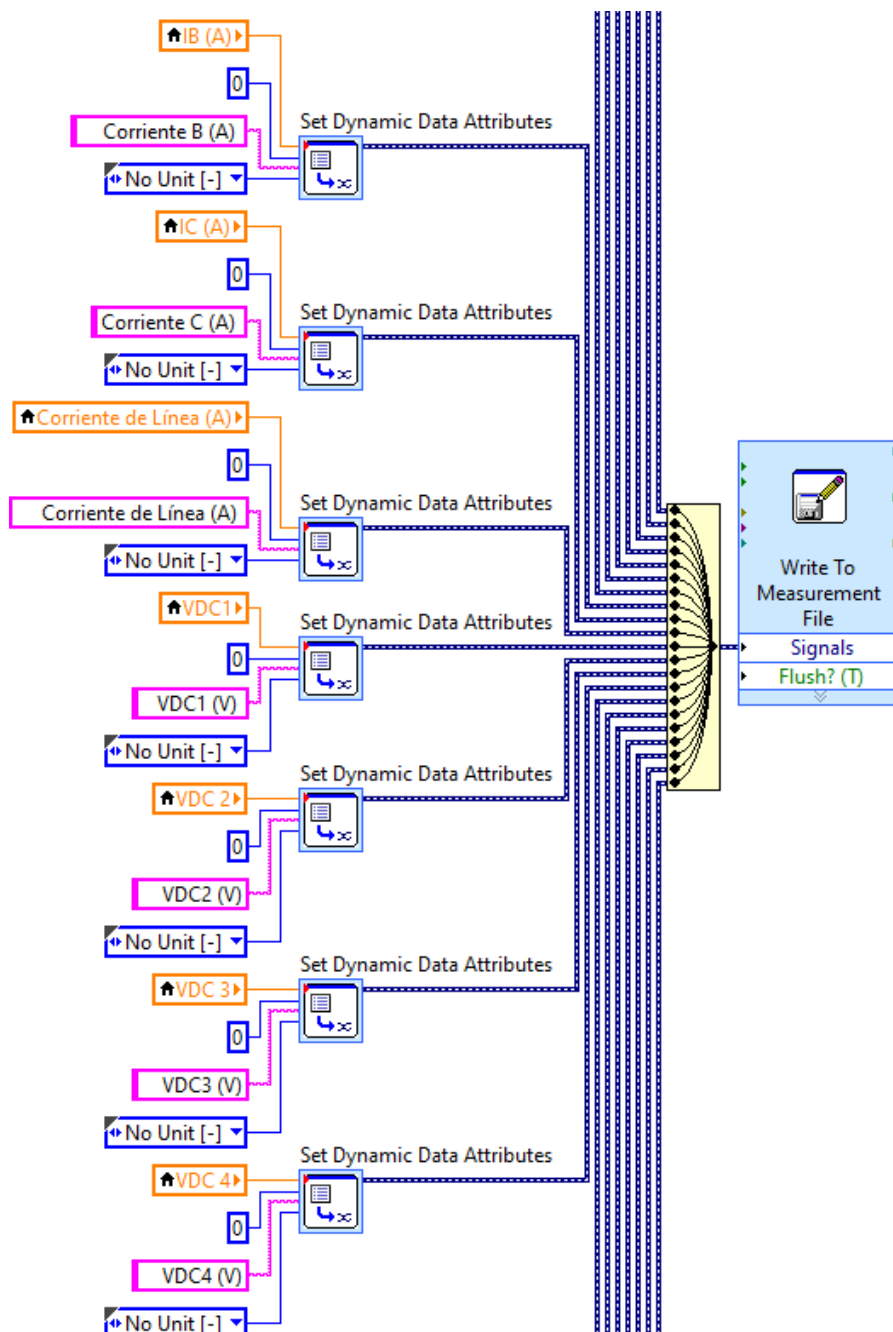 IB (A)
0
Set Dynamic Data Attributes
Corriente B (A)
No Unit [-]
IC (A)
0
Set Dynamic Data Attributes
Corriente C (A)
No Unit [-]
Corriente de Línea (A)
0
Set Dynamic Data Attributes
Corriente de Línea (A)
No Unit [-]
VDC1
Set Dynamic Data Attributes
0
VDC1 (V)
No Unit [-]
Set Dynamic Data Attributes
VDC 2
0
VDC2 (V)
No Unit [-]
Set Dynamic Data Attributes
VDC 3
0
VDC3 (V)
No Unit [-]
Set Dynamic Data Attributes
VDC 4
0
VDC4 (V)
No Unit [-]
Write To
Measurement
File
Signals
Flush? (T)